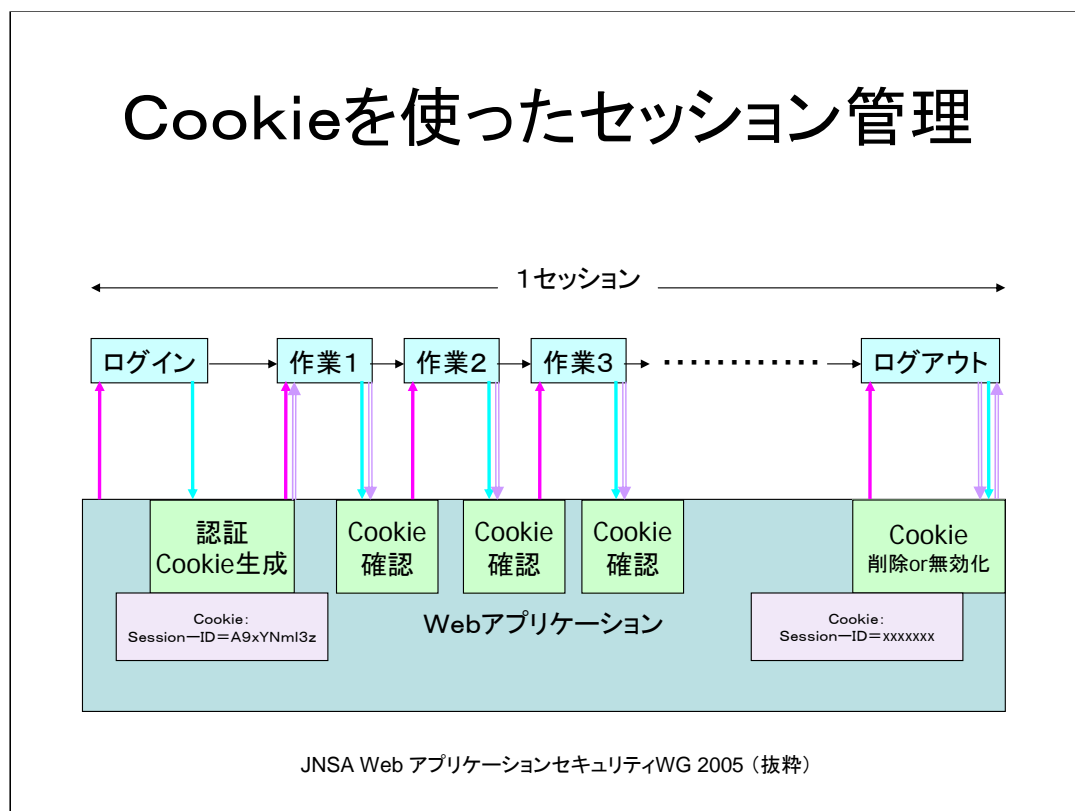 Cookieを使ったセッション管理
１セッション
ログイン
作業１
作業２
作業３
・・・・・・・・・・・・
ログアウト
認証
Cookie生成
Cookie
確認
Cookie
確認
Cookie
確認
Cookie
削除or無効化
Cookie：
Session－ID＝A9xYNml3z
Webアプリケーション
Cookie：
Session－ID＝xxxxxxx
JNSA Web アプリケーションセキュリティWG 2005（抜粋）